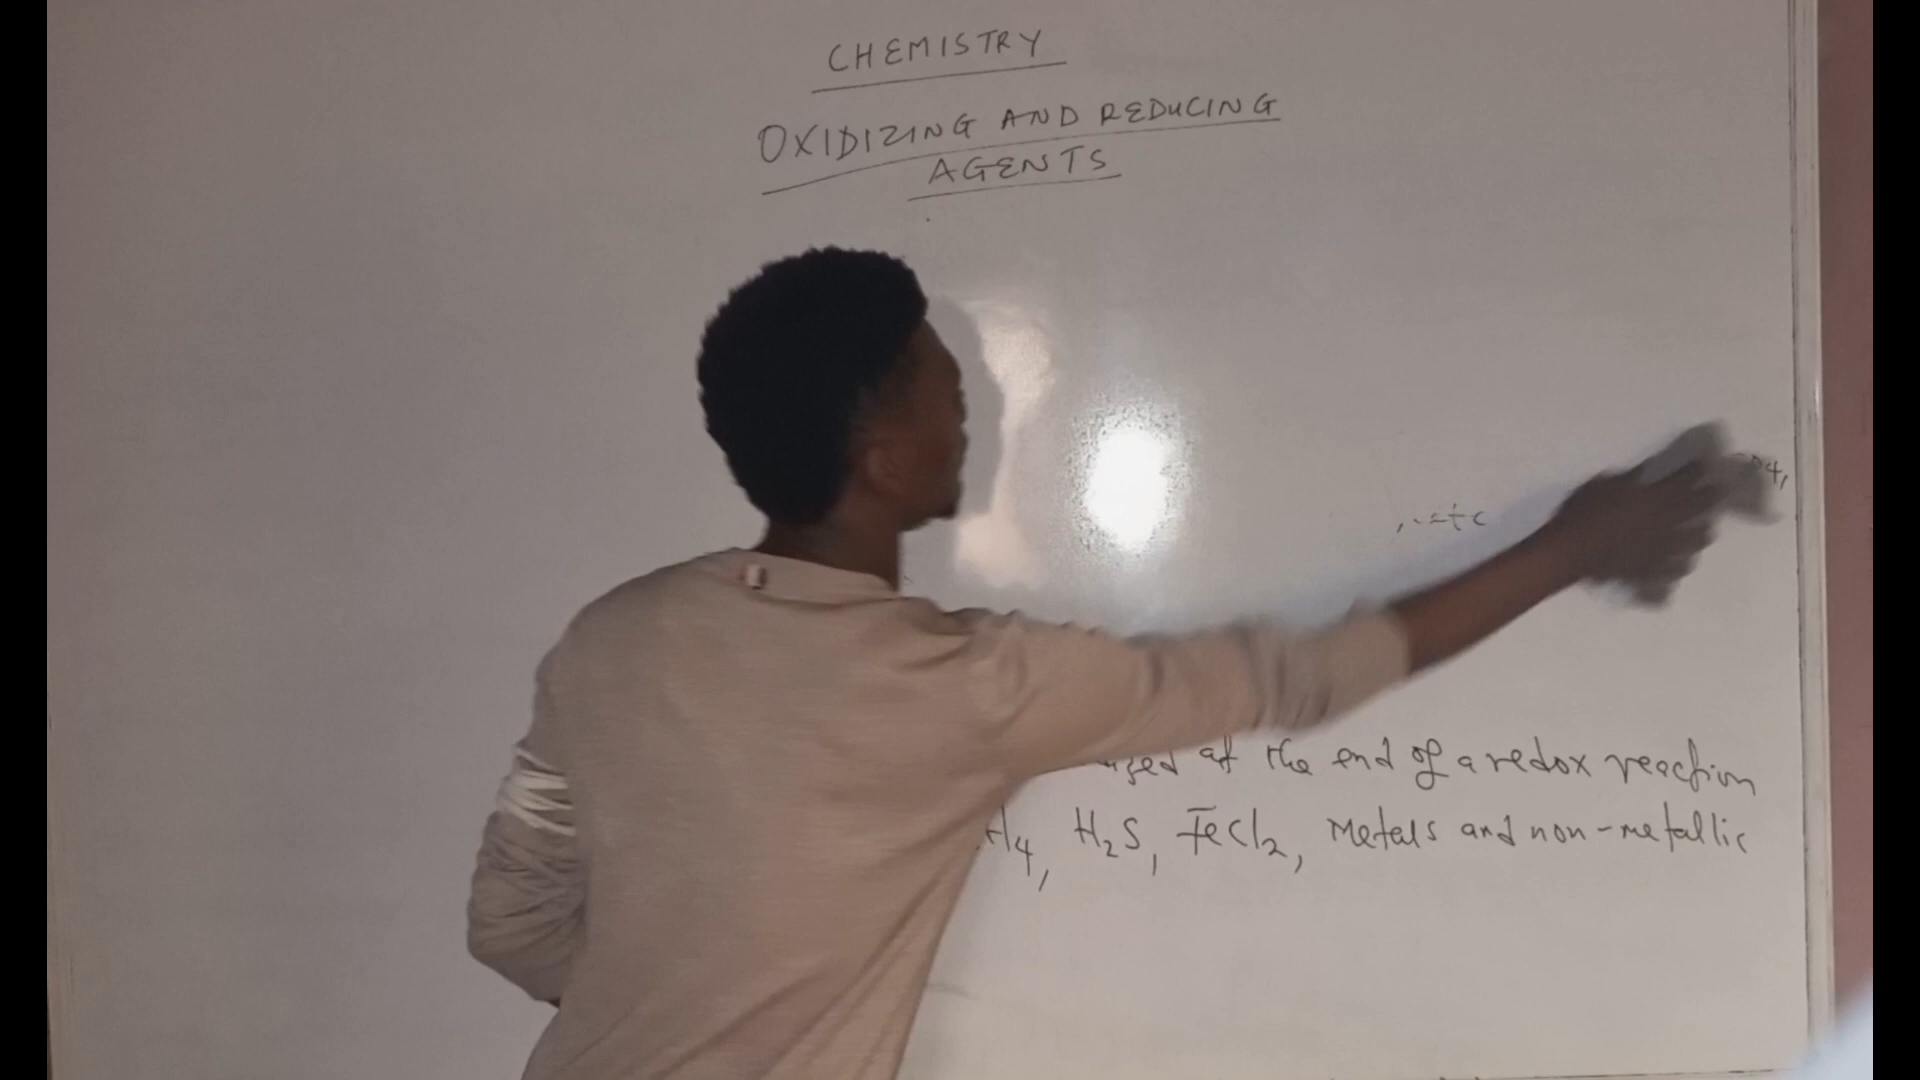 CHEMISTRY
OXIDIZING AND REDUCING
AGENTS
4,
, etc
at the end of a redox reaction
H4, H2S, FeCl2, Metals and non-metallic